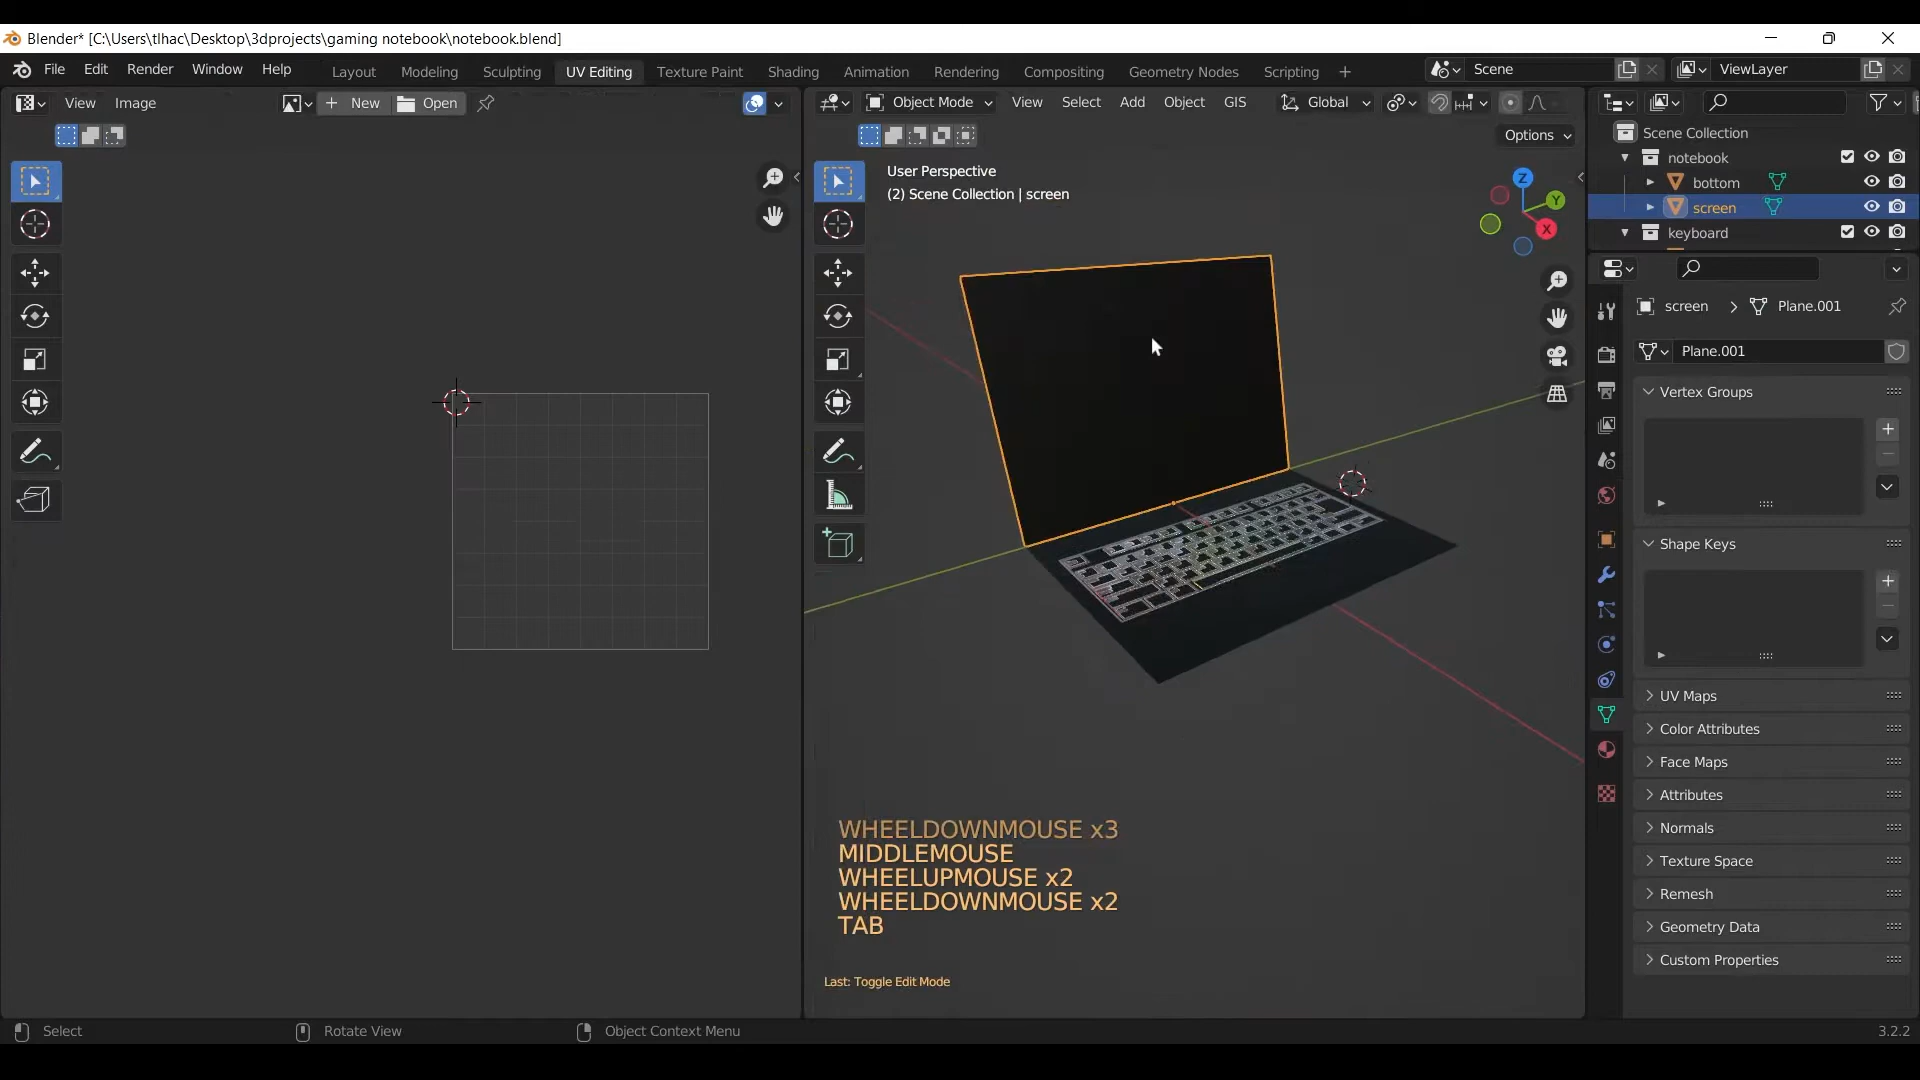 Blender* [C:\Users\tlhac\Desktop\3dprojects\gaming notebook\notebook.blend]
File Edit Render Window Help Layout Modeling Sculpting UV Editing Texture Paint Shading Animation Rendering Compositing Geometry Nodes Scripting + Scene ViewLayer
View Image + New Open Object Mode View Select Add Object GIS Global
Options
Scene Collection
notebook
bottom
screen
keyboard
User Perspective
(2) Scene Collection | screen
Z
Y
X
screen > Plane.001
Plane.001
Vertex Groups
Shape Keys
UV Maps
Color Attributes
Face Maps
Attributes
Normals
Texture Space
Remesh
Geometry Data
Custom Properties
WHEELDOWNMOUSE x3
MIDDLEMOUSE
WHEELUPMOUSE x2
WHEELDOWNMOUSE x2
TAB
Last: Toggle Edit Mode
Select Rotate View Object Context Menu 3.2.2